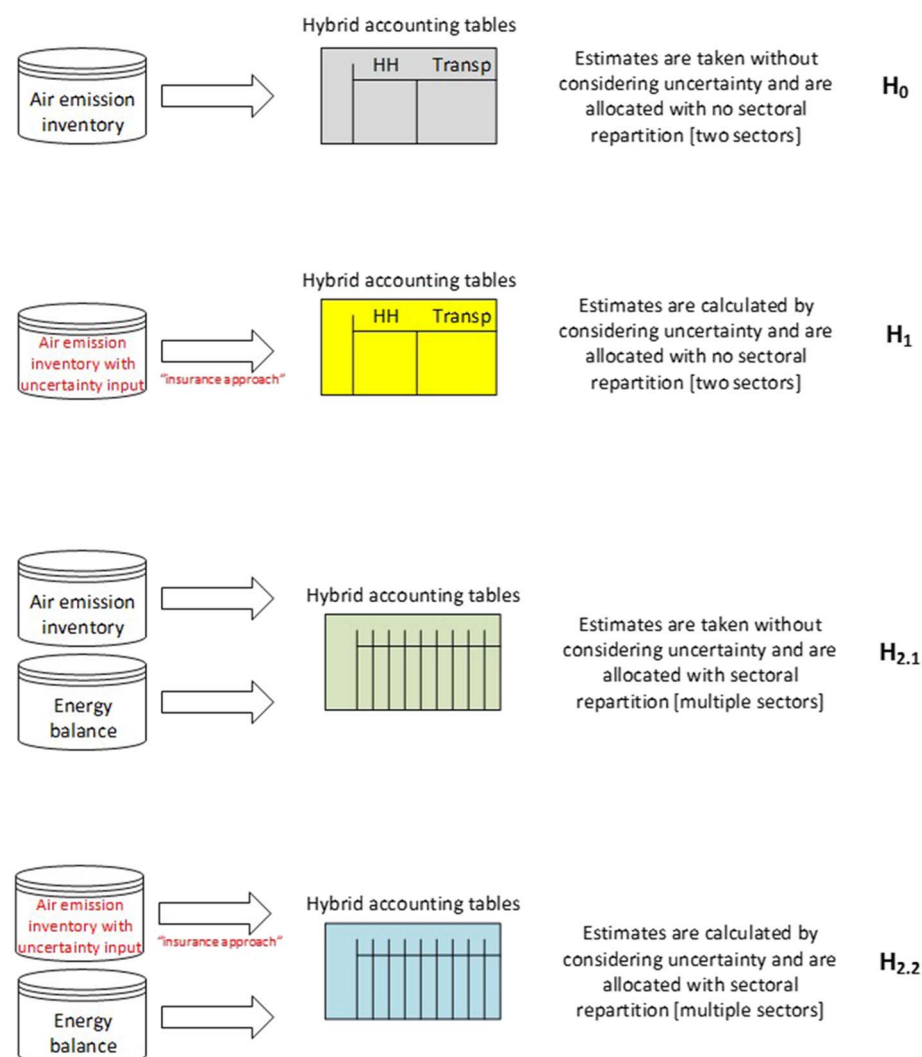 Hybrid accounting tables
Air emission
inventory
HH Transp
Estimates are taken without
considering uncertainty and are
allocated with no sectoral
repartition [two sectors]
H0
Hybrid accounting tables
Air emission
inventory with
uncertainty input
"insurance approach"
HH Transp
Estimates are calculated by
considering uncertainty and are
allocated with no sectoral
repartition [two sectors]
H1
Air emission
inventory
Energy
balance
Hybrid accounting tables
Estimates are taken without
considering uncertainty and are
allocated with sectoral
repartition [multiple sectors]
H2.1
Air emission
inventory with
uncertainty input
"insurance approach"
Energy
balance
Hybrid accounting tables
Estimates are calculated by
considering uncertainty and are
allocated with sectoral
repartition [multiple sectors]
H2.2